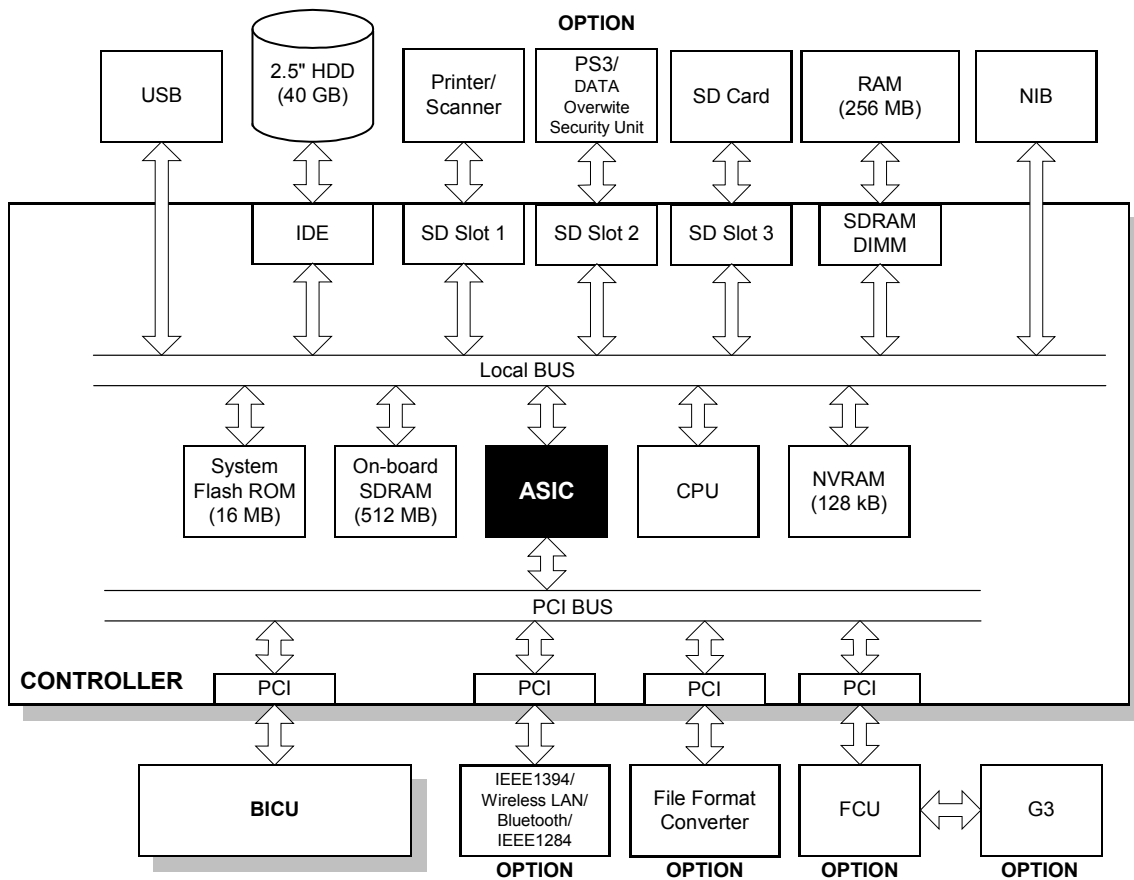 OPTION
USB
2.5" HDD
(40 GB)
Printer/
Scanner
PS3/
DATA
Overwite
Security Unit
SD Card
RAM
(256 MB)
NIB
IDE
SD Slot 1
SD Slot 2
SD Slot 3
SDRAM
DIMM
Local BUS
System
Flash ROM
(16 MB)
On-board
SDRAM
(512 MB)
ASIC
CPU
NVRAM
(128 kB)
PCI BUS
CONTROLLER
PCI
PCI
PCI
PCI
BICU
IEEE1394/
Wireless LAN/
Bluetooth/
IEEE1284
OPTION
File Format
Converter
OPTION
FCU
OPTION
G3
OPTION